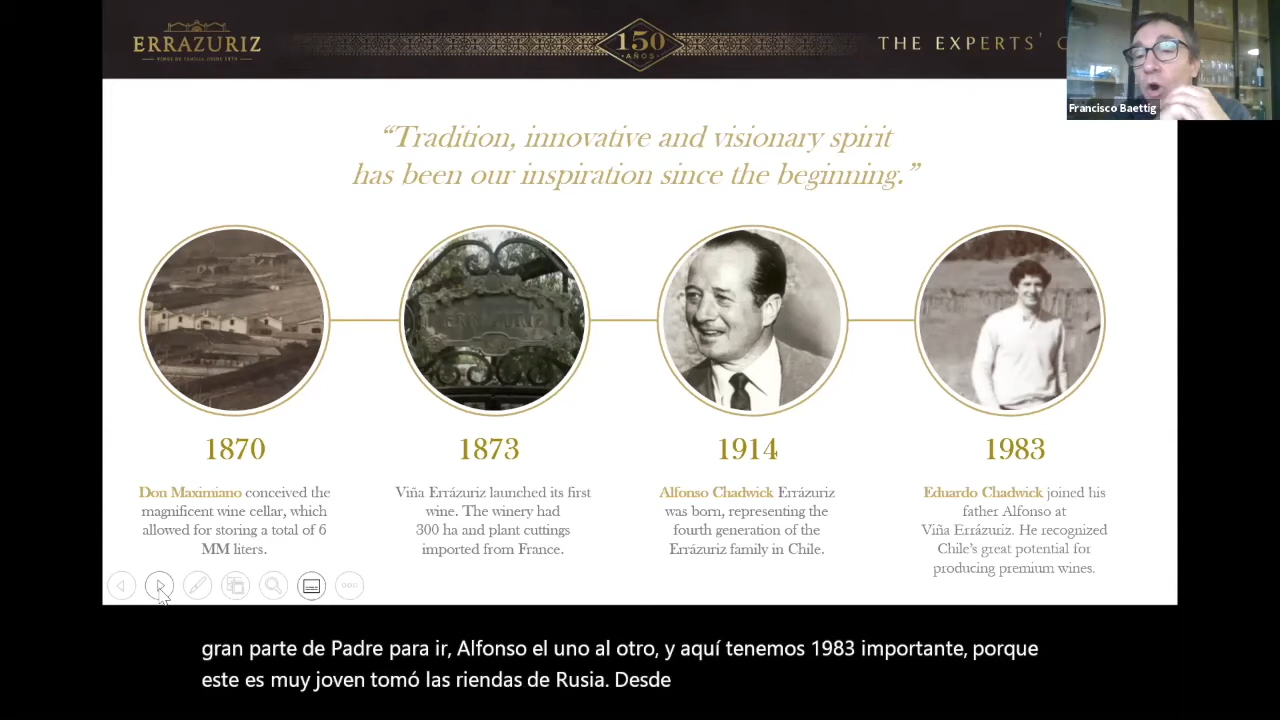 ERRAZURIZ
VINOS DE FAMILIA DESDE 1870
150
AÑOS
THE EXPERTS'
Francisco Baettig
“Tradition, innovative and visionary spirit
has been our inspiration since the beginning.”
ERRAZURIZ
1870
Don Maximiano conceived the
magnificent wine cellar, which
allowed for storing a total of 6
MM liters.
1873
Viña Errázuriz launched its first
wine. The winery had
300 ha and plant cuttings
imported from France.
1914
Alfonso Chadwick Errázuriz
was born, representing the
fourth generation of the
Errázuriz family in Chile.
1983
Eduardo Chadwick joined his
father Alfonso at
Viña Errázuriz. He recognized
Chile’s great potential for
producing premium wines.
gran parte de Padre para ir, Alfonso el uno al otro, y aquí tenemos 1983 importante, porque
este es muy joven tomó las riendas de Rusia. Desde